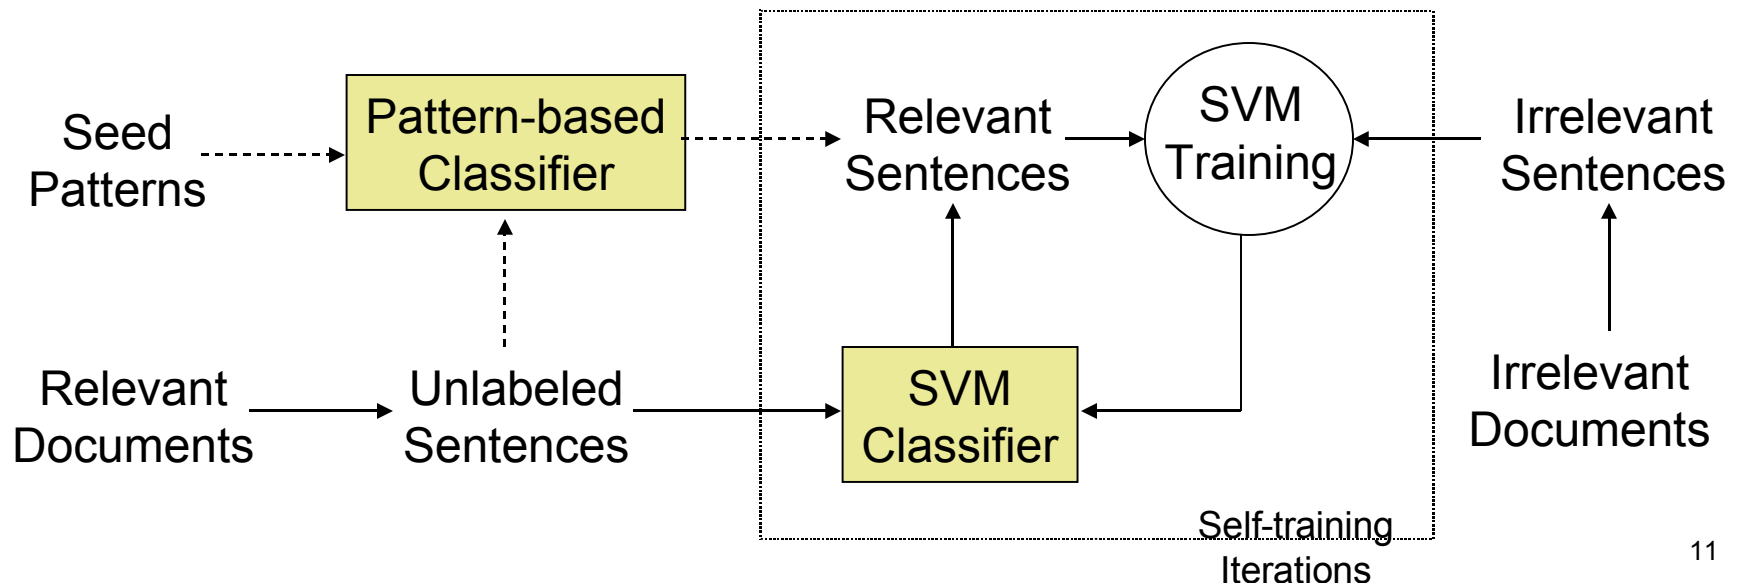 Seed
Patterns
Pattern-based
Classifier
Relevant
Sentences
SVM
Training
Irrelevant
Sentences
Relevant
Documents
Unlabeled
Sentences
SVM
Classifier
Irrelevant
Documents
Self-training
Iterations
11